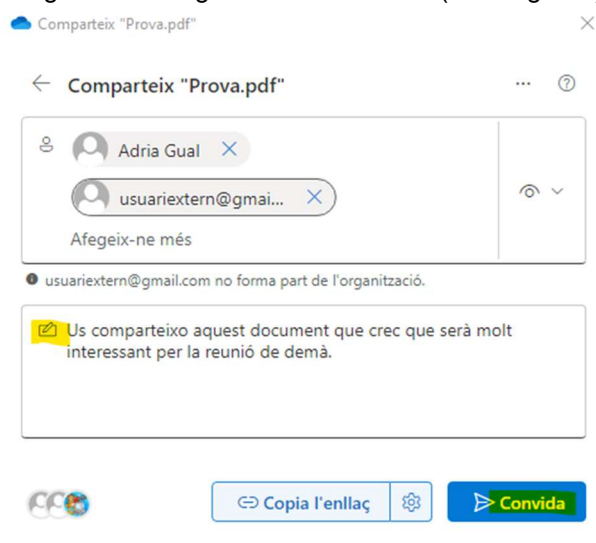 Comparteix "Prova.pdf"
Comparteix "Prova.pdf"
Adria Gual
usuariextern@gmai...
Afegeix-ne més
usuariextern@gmail.com no forma part de l'organització.
Us comparteixo aquest document que crec que serà molt
interessant per la reunió de demà.
Copia l'enllaç
Convida